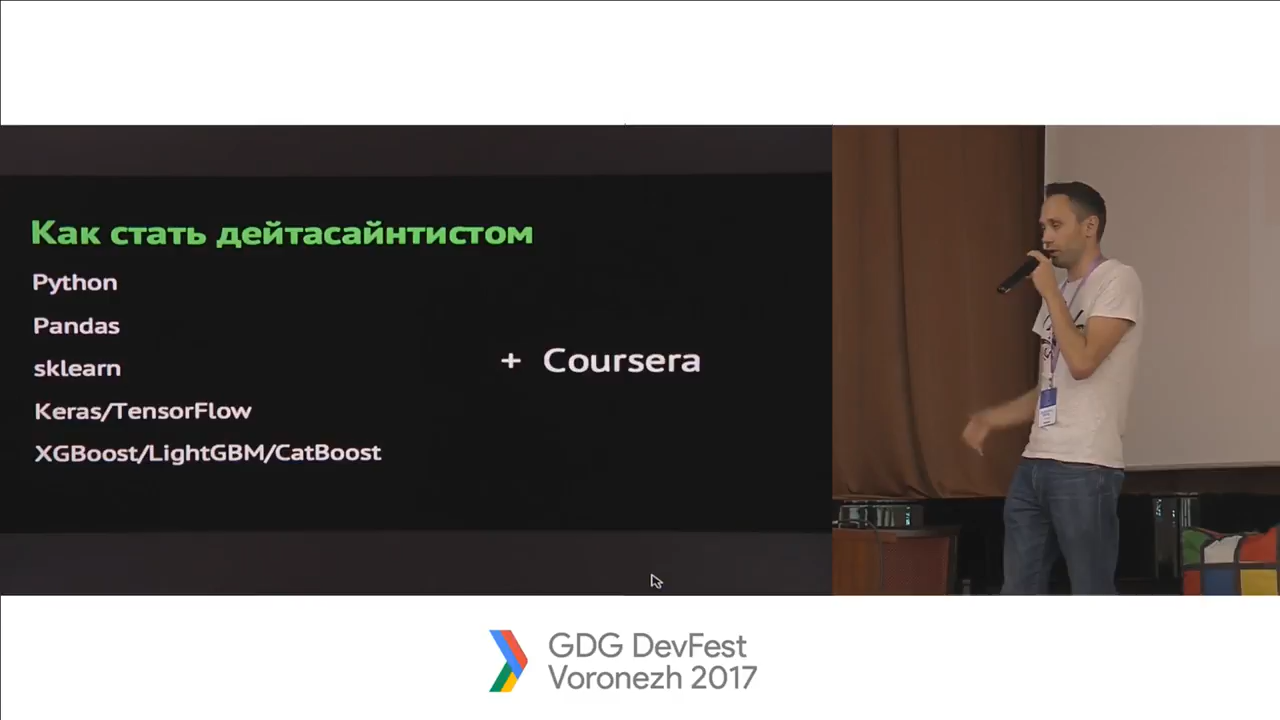 Как стать дейтасайнтистом
Python
Pandas
sklearn
Keras/TensorFlow
XGBoost/LightGBM/CatBoost
+ Coursera
GDG DevFest
Voronezh 2017